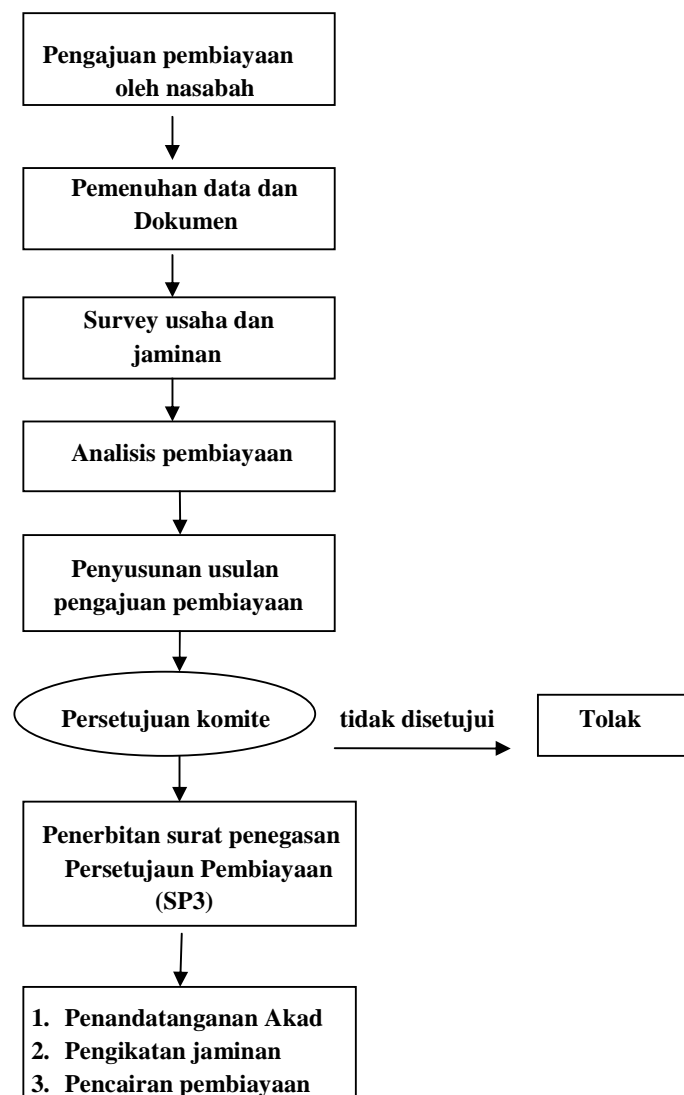 Pengajuan pembiayaan
oleh nasabah
Pemenuhan data dan
Dokumen
Survey usaha dan
jaminan
Analisis pembiayaan
Penyusunan usulan
pengajuan pembiayaan
Persetujuan komite
tidak disetujui
Tolak
Penerbitan surat penegasan
Persetujaun Pembiayaan
(SP3)
1. Penandatanganan Akad
2. Pengikatan jaminan
3. Pencairan pembiayaan